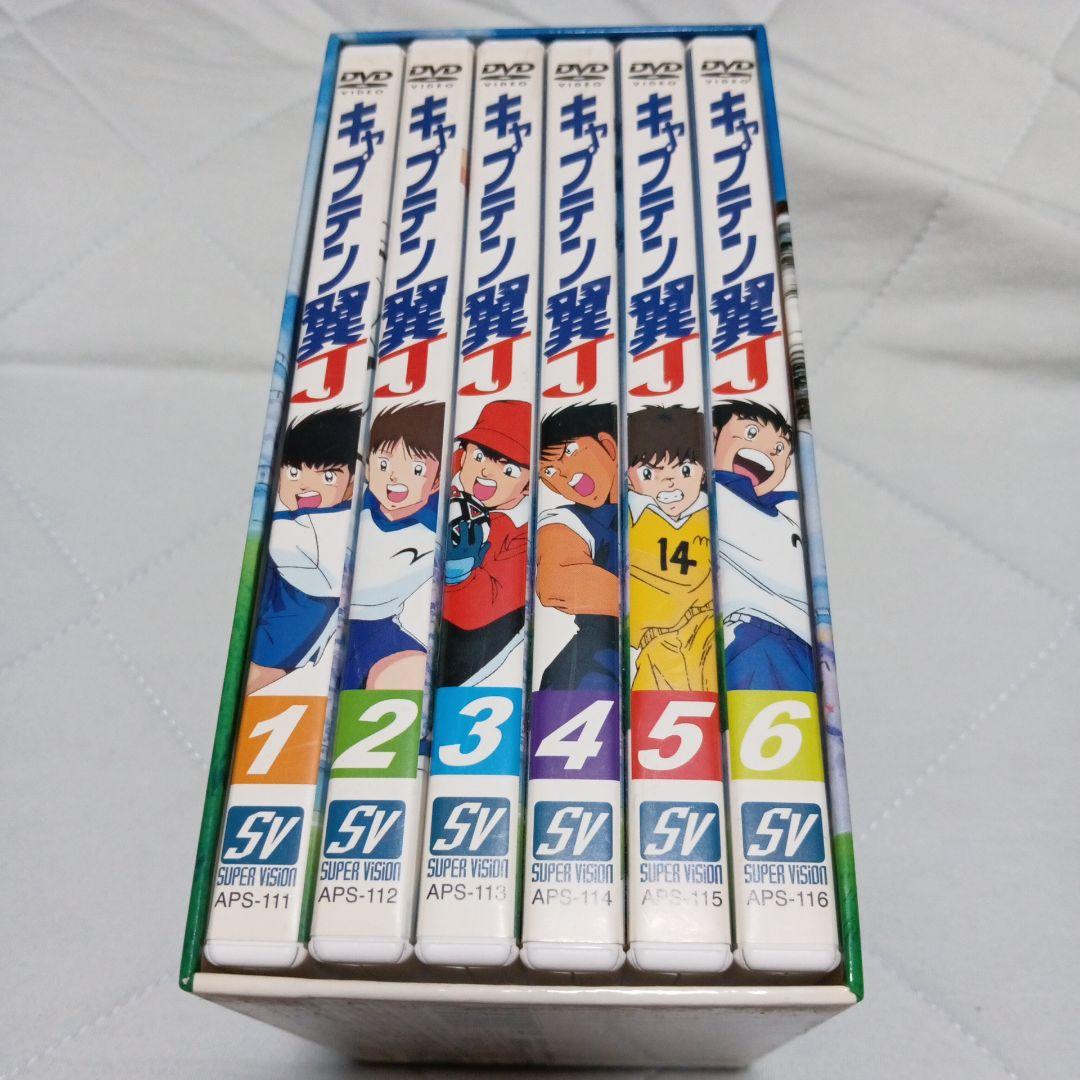 DVD
VIDEO
キャプテン翼J
1
SV
SUPER VISION
APS-111
DVD
VIDEO
キャプテン翼J
2
SV
SUPER VISION
APS-112
DVD
VIDEO
キャプテン翼J
3
SV
SUPER VISION
APS-113
DVD
VIDEO
キャプテン翼J
4
SV
SUPER VISION
APS-114
DVD
VIDEO
キャプテン翼J
14
5
SV
SUPER VISION
APS-115
DVD
VIDEO
キャプテン翼J
6
SV
SUPER VISION
APS-116